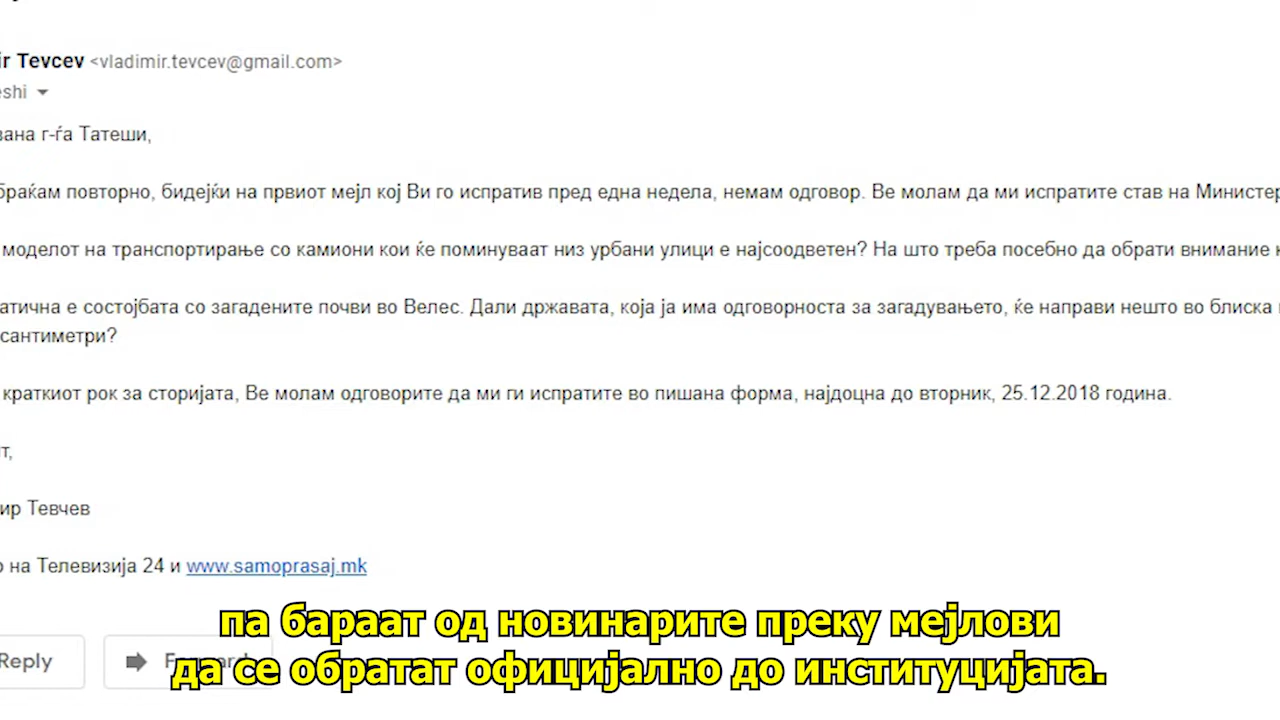 ir Tevcev <vladimir.tevcev@gmail.com>
eshi
вана г-ѓа Татеши,
браќам повторно, бидејќи на првиот мејл кој Ви го испратив пред една недела, немам одговор. Ве молам да ми испратите став на Министер
моделот на транспортирање со камиони кои ќе поминуваат низ урбани улици е најсоодветен? На што треба посебно да обрати внимание к
атична е состојбата со загадените почви во Велес. Дали државата, која ја има одговорноста за загадувањето, ќе направи нешто во блиска
сантиметри?
краткиот рок за сторијата, Ве молам одговорите да ми ги испратите во пишана форма, најдоцна до вторник, 25.12.2018 година.
т,
ир Тевчев
о на Телевизија 24 и www.samoprasaj.mk
па бараат од новинарите преку мејлови
Reply Forward
да се обратат официјално до институцијата.